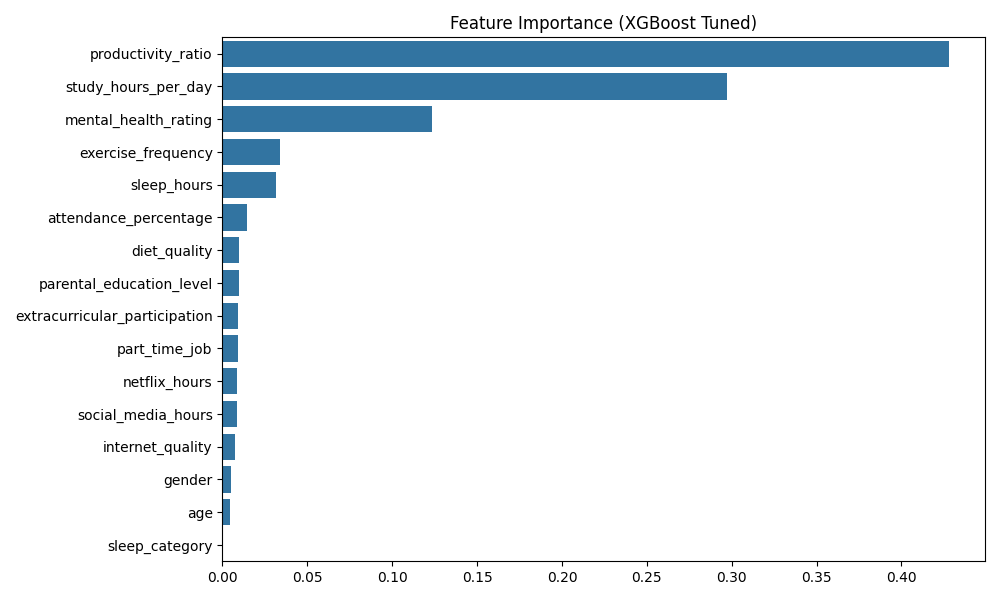 Feature Importance (XGBoost Tuned)
productivity_ratio
study_hours_per_day
mental_health_rating
exercise_frequency
sleep_hours
attendance_percentage
diet_quality
parental_education_level
extracurricular_participation
part_time_job
netflix_hours
social_media_hours
internet_quality
gender
age
sleep_category
0.00 0.05 0.10 0.15 0.20 0.25 0.30 0.35 0.40